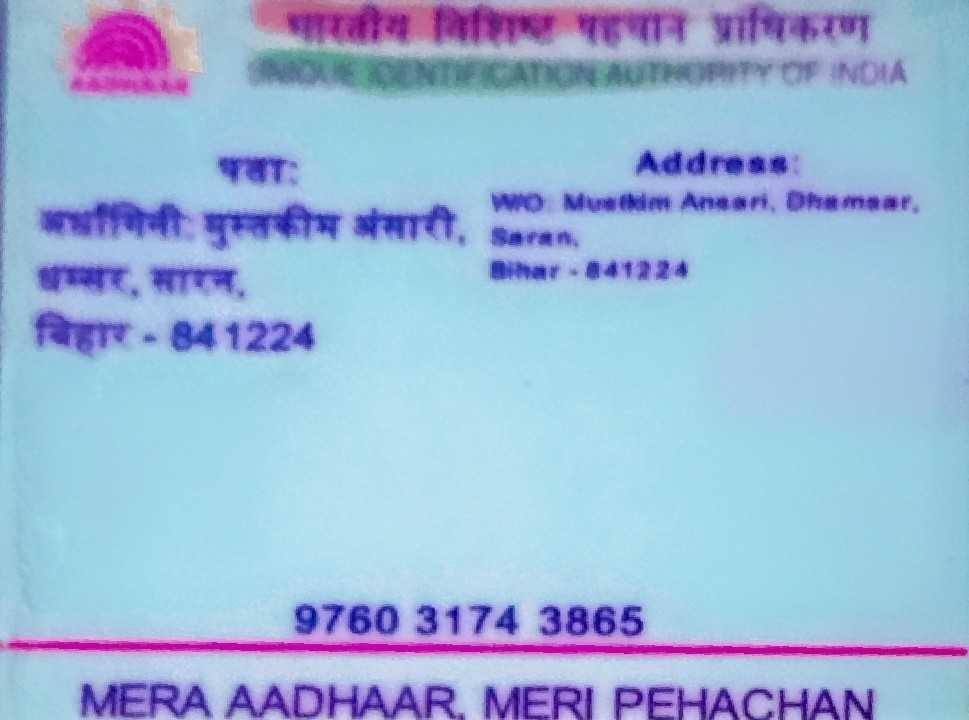 भारतीय विशिष्ट पहचान प्राधिकरण
AADHAAR
UNIQUE IDENTIFICATION AUTHORITY OF INDIA
पता:
अर्धांगिनी: मुस्तकीम अंसारी,
धम्सर, सारन,
बिहार - 841224
Address:
W/O: Mustkim Ansari, Dhamsar,
Saran,
Bihar - 841224
9760 3174 3865
MERA AADHAAR, MERI PEHACHAN